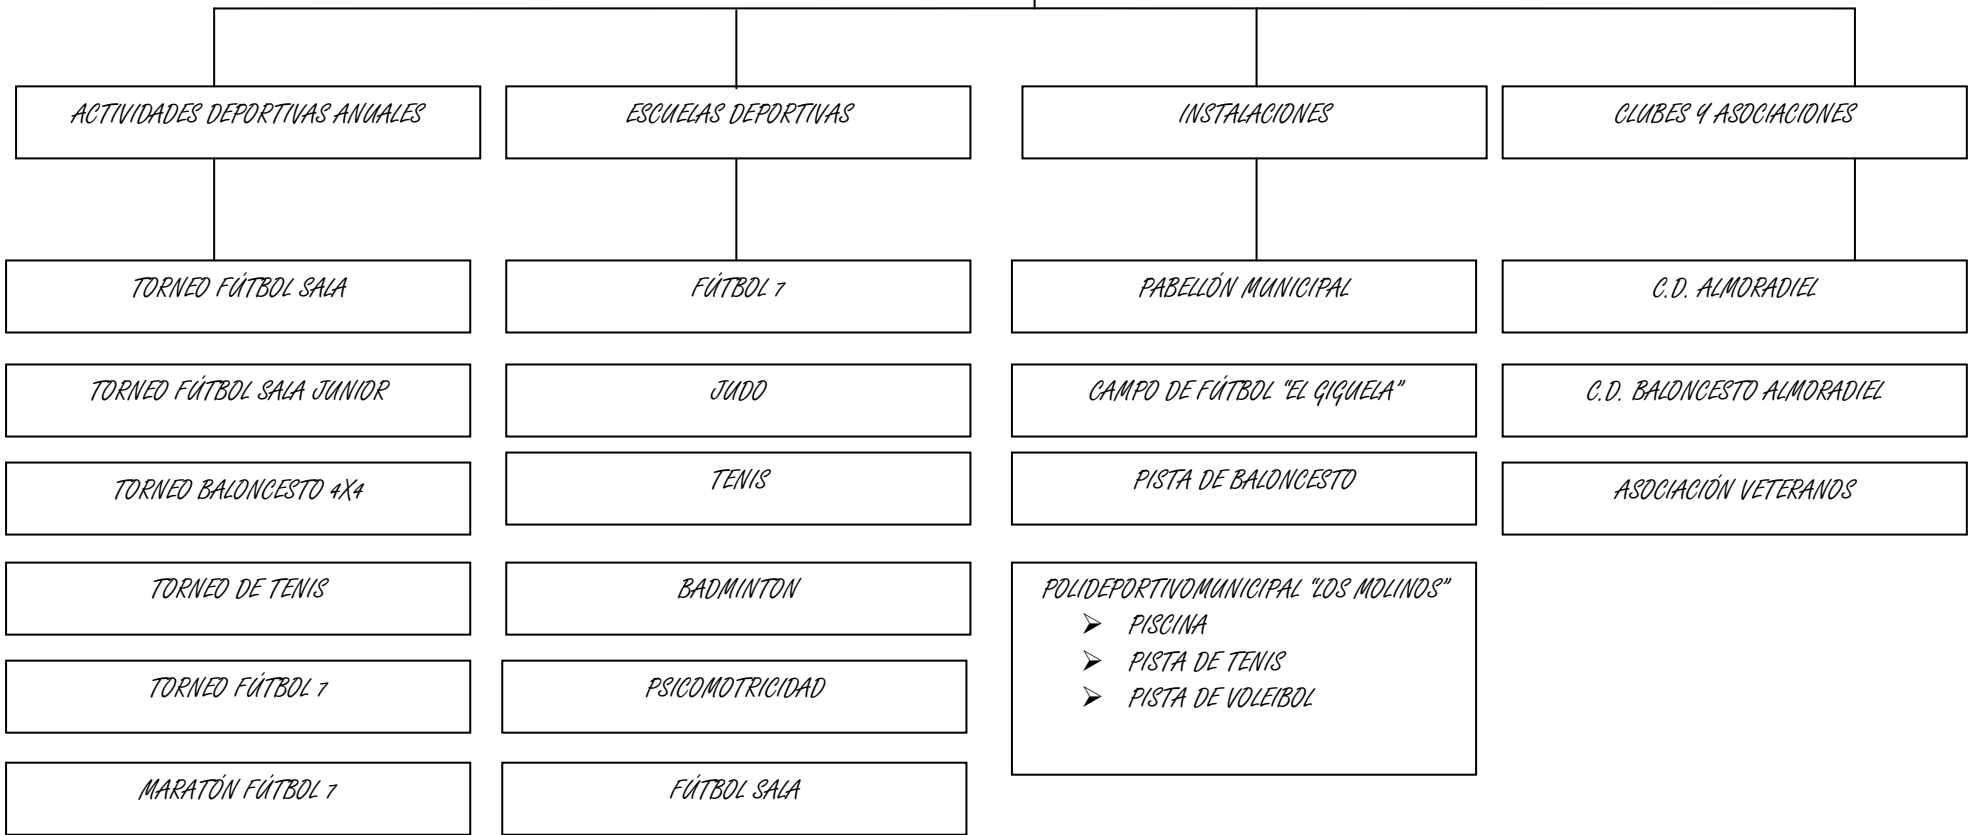 ACTIVIDADES DEPORTIVAS ANUALES
ESCUELAS DEPORTIVAS
INSTALACIONES
CLUBES Y ASOCIACIONES
TORNEO FÚTBOL SALA
FÚTBOL 7
PABELLÓN MUNICIPAL
C.D. ALMORADIEL
TORNEO FÚTBOL SALA JUNIOR
JUDO
CAMPO DE FÚTBOL “EL GIGUELA”
C.D. BALONCESTO ALMORADIEL
TORNEO BALONCESTO 4X4
TENIS
PISTA DE BALONCESTO
ASOCIACIÓN VETERANOS
TORNEO DE TENIS
BADMINTON
POLIDEPORTIVOMUNICIPAL “LOS MOLINOS”
➢ PISCINA
➢ PISTA DE TENIS
➢ PISTA DE VOLEIBOL
TORNEO FÚTBOL 7
PSICOMOTRICIDAD
MARATÓN FÚTBOL 7
FÚTBOL SALA